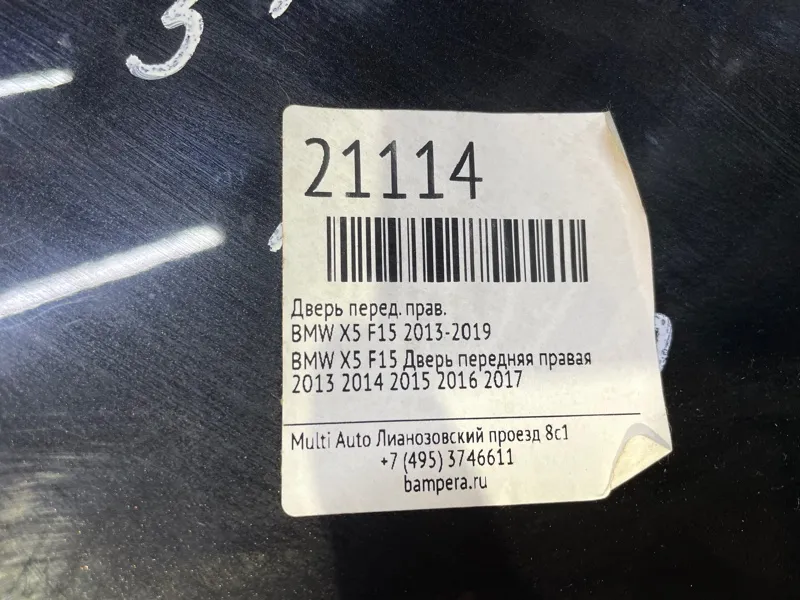 3
21114
Дверь перед. прав.
BMW X5 F15 2013-2019
BMW X5 F15 Дверь передняя правая
2013 2014 2015 2016 2017
Multi Auto Лианозовский проезд 8с1
+7 (495) 3746611
bampera.ru